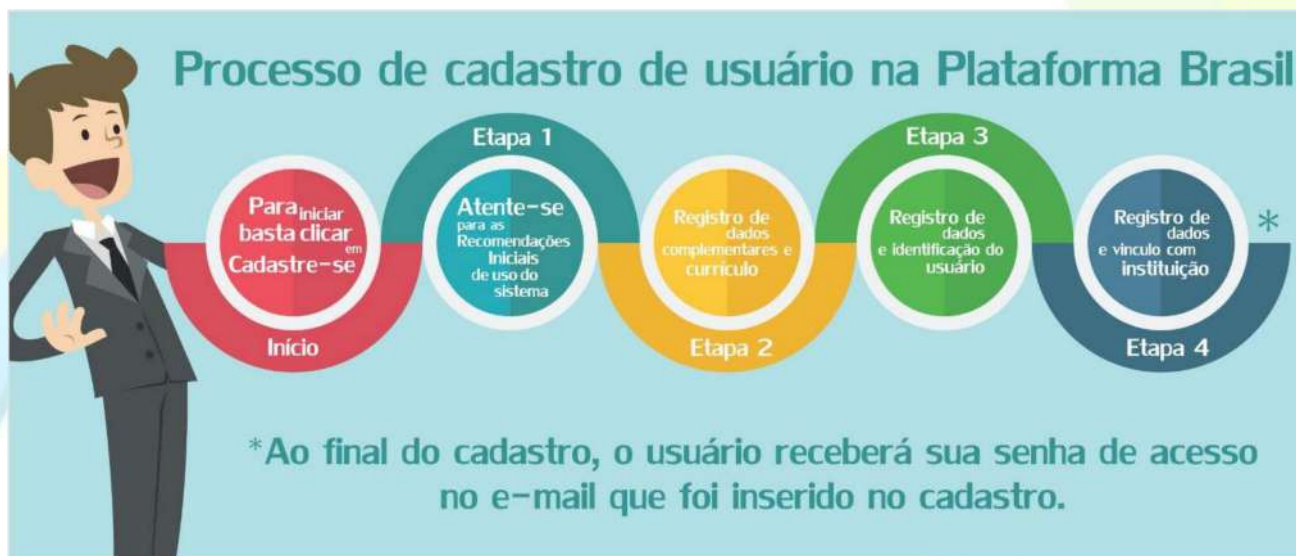 Processo de cadastro de usuário na Plataforma Brasil
Para iniciar
basta clicar
em
Cadastre-se
Início
Etapa 1
Atente-se
para as
Recomendações
Iniciais
de uso do
sistema
Registro de
dados
complementares e
currículo
Etapa 2
Etapa 3
Registro de
dados
e identificação do
usuário
Registro de
dados
e vinculo com
instituição
Etapa 4
*
*Ao final do cadastro, o usuário receberá sua senha de acesso
no e-mail que foi inserido no cadastro.